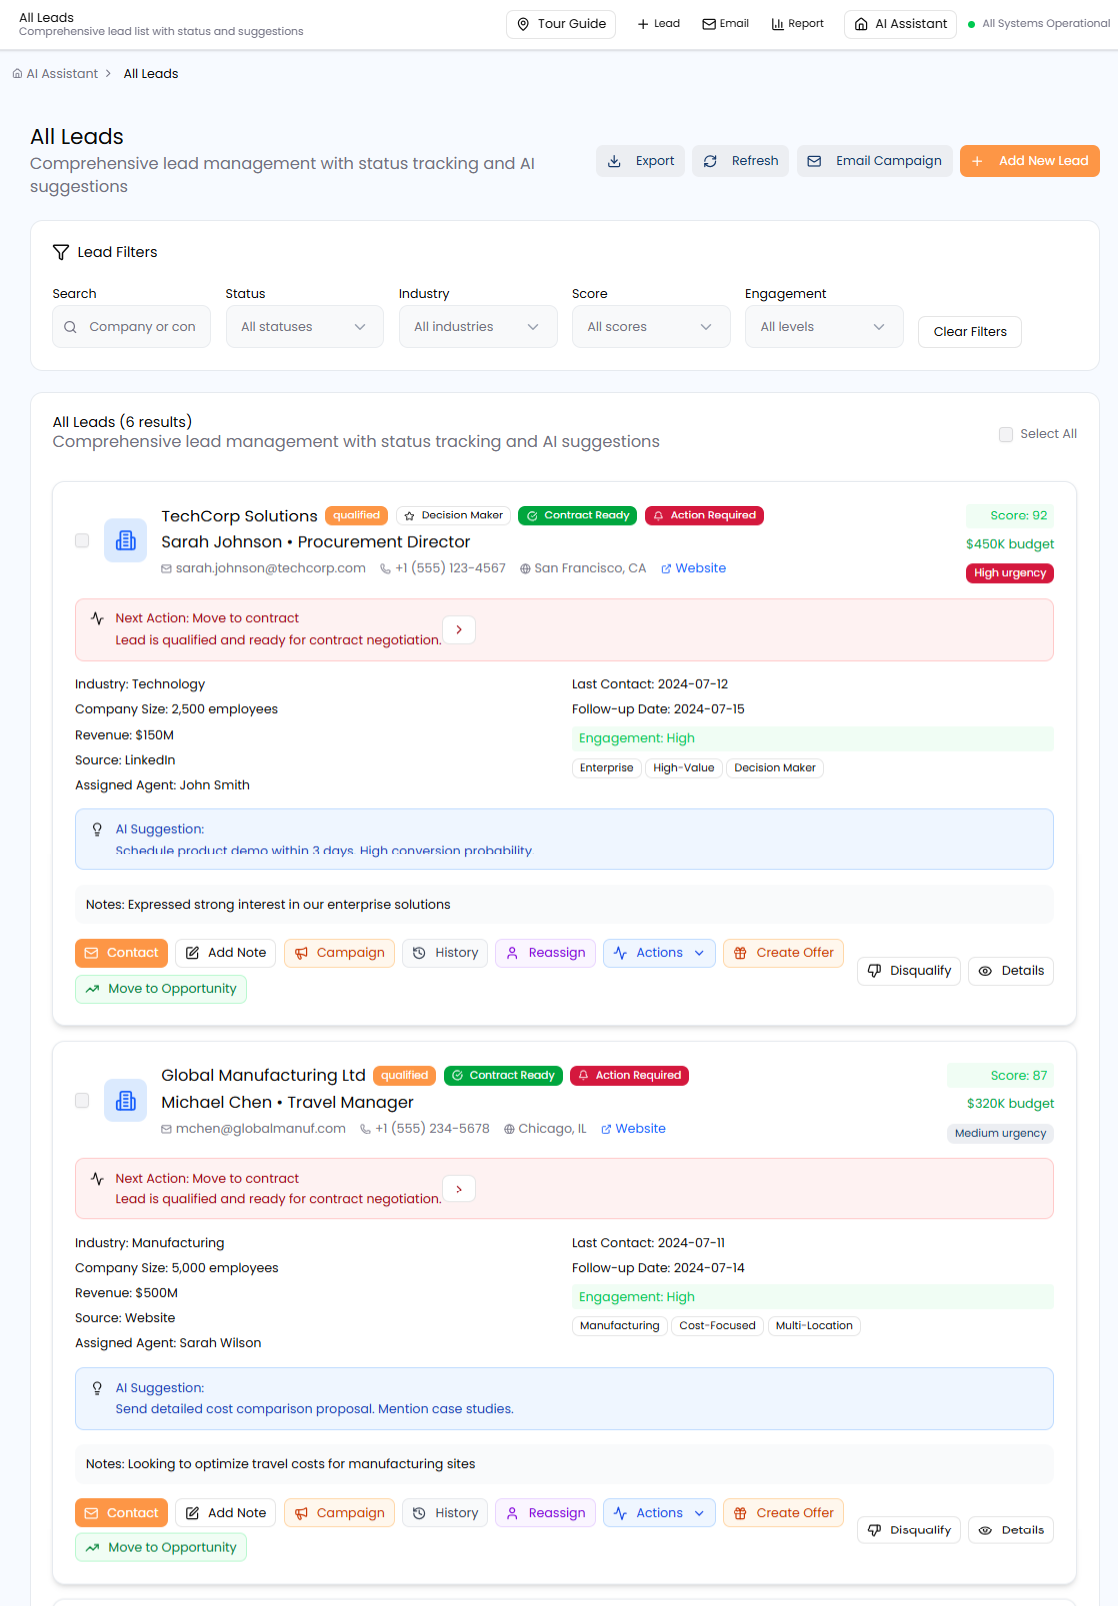 All Leads
Comprehensive lead list with status and suggestions
Tour Guide
Lead
Email
Report
AI Assistant
All Systems Operational
AI Assistant > All Leads
All Leads
Comprehensive lead management with status tracking and AI
suggestions
Export
Refresh
Email Campaign
Add New Lead
Lead Filters
Search
Status
Industry
Score
Engagement
Company or con
All statuses
All industries
All scores
All levels
Clear Filters
All Leads (6 results)
Comprehensive lead management with status tracking and AI suggestions
Select All
TechCorp Solutions qualified Decision Maker Contract Ready Action Required
Score: 92
Sarah Johnson • Procurement Director
$450K budget
sarah.johnson@techcorp.com +1 (555) 123-4567 San Francisco, CA Website
High urgency
Next Action: Move to contract
Lead is qualified and ready for contract negotiation.
Industry: Technology
Company Size: 2,500 employees
Revenue: $150M
Source: LinkedIn
Assigned Agent: John Smith
Last Contact: 2024-07-12
Follow-up Date: 2024-07-15
Engagement: High
Enterprise High-Value Decision Maker
AI Suggestion:
Schedule product demo within 3 days. High conversion probability.
Notes: Expressed strong interest in our enterprise solutions
Contact Add Note Campaign History Reassign Actions Create Offer
Move to Opportunity
Disqualify Details
Global Manufacturing Ltd qualified Contract Ready Action Required
Score: 87
Michael Chen • Travel Manager
$320K budget
mchen@globalmanuf.com +1 (555) 234-5678 Chicago, IL Website
Medium urgency
Next Action: Move to contract
Lead is qualified and ready for contract negotiation.
Industry: Manufacturing
Company Size: 5,000 employees
Revenue: $500M
Source: Website
Assigned Agent: Sarah Wilson
Last Contact: 2024-07-11
Follow-up Date: 2024-07-14
Engagement: High
Manufacturing Cost-Focused Multi-Location
AI Suggestion:
Send detailed cost comparison proposal. Mention case studies.
Notes: Looking to optimize travel costs for manufacturing sites
Contact Add Note Campaign History Reassign Actions Create Offer
Move to Opportunity
Disqualify Details